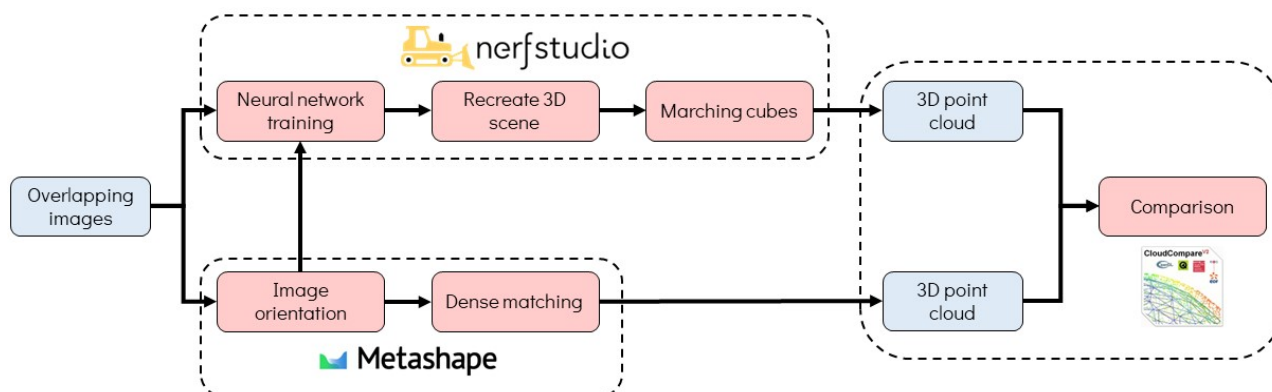 nerfstudio
Neural network
training
Recreate 3D
scene
Marching cubes
3D point
cloud
Overlapping
images
Comparison
CloudCompare
Image
orientation
Dense matching
3D point
cloud
Metashape